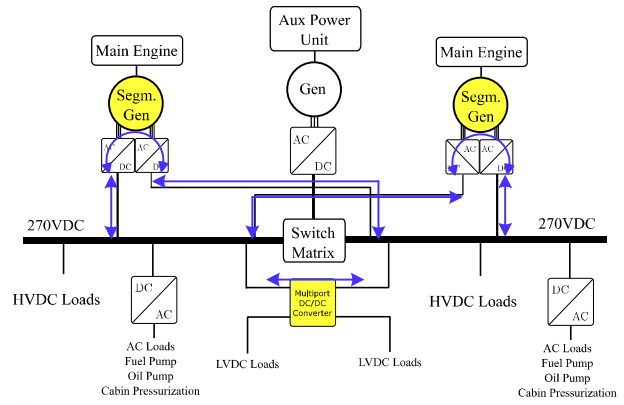 Aux Power
Unit
Main Engine
Main Engine
Segm.
Gen
Gen
Segm.
Gen
AC
DC
AC
DC
AC
DC
AC
AC
DC
270VDC
270VDC
Switch
Matrix
HVDC Loads
DC
AC
Multiport
DC/DC
Converter
HVDC Loads
DC
AC
AC Loads
Fuel Pump
Oil Pump
Cabin Pressurization
LVDC Loads
LVDC Loads
AC Loads
Fuel Pump
Oil Pump
Cabin Pressurization